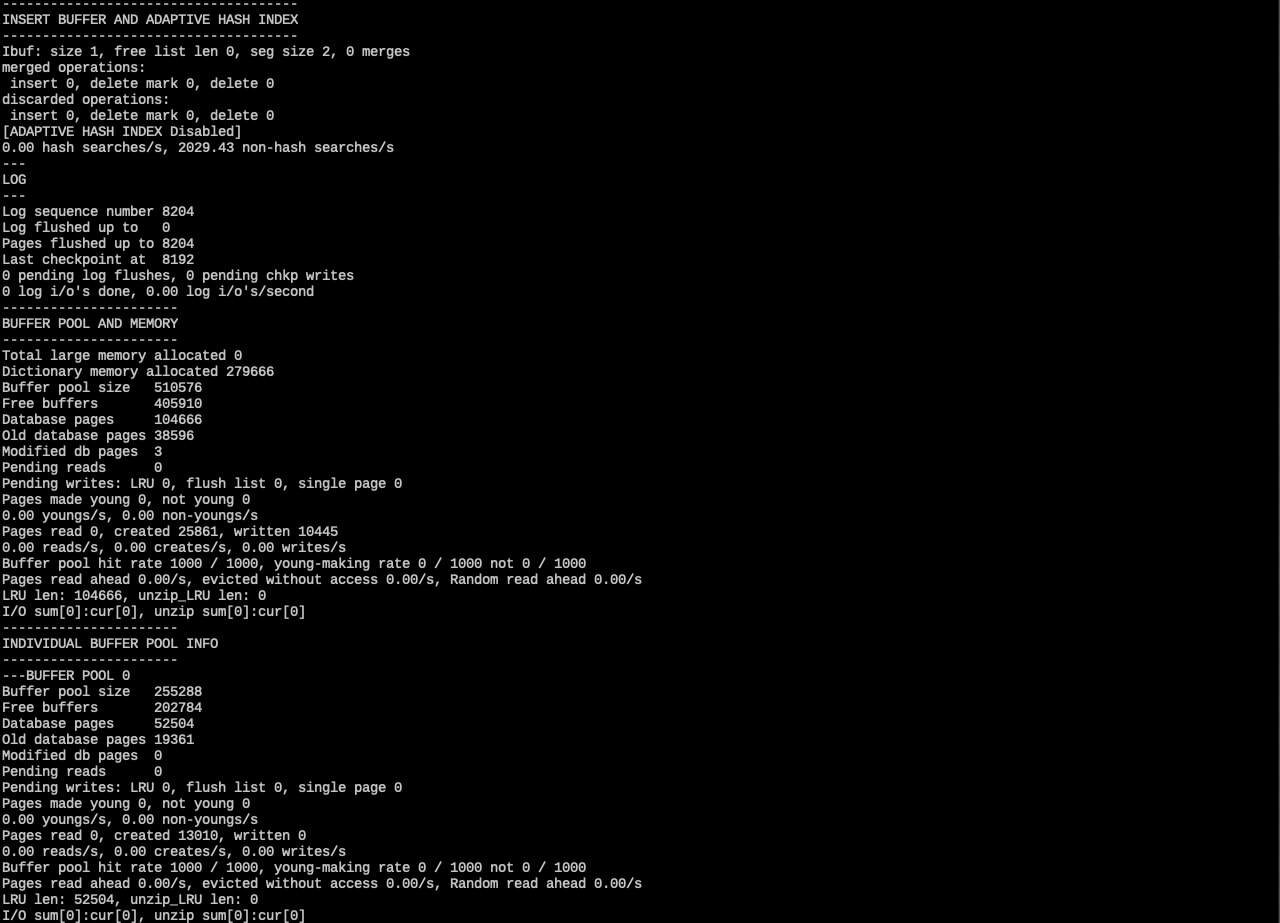 -------------------------------------
INSERT BUFFER AND ADAPTIVE HASH INDEX
-------------------------------------
Ibuf: size 1, free list len 0, seg size 2, 0 merges
merged operations:
 insert 0, delete mark 0, delete 0
discarded operations:
 insert 0, delete mark 0, delete 0
[ADAPTIVE HASH INDEX Disabled]
0.00 hash searches/s, 2029.43 non-hash searches/s
---
LOG
---
Log sequence number 8204
Log flushed up to   0
Pages flushed up to 8204
Last checkpoint at  8192
0 pending log flushes, 0 pending chkp writes
0 log i/o's done, 0.00 log i/o's/second
----------------------
BUFFER POOL AND MEMORY
----------------------
Total large memory allocated 0
Dictionary memory allocated 279666
Buffer pool size   510576
Free buffers       405910
Database pages     104666
Old database pages 38596
Modified db pages  3
Pending reads      0
Pending writes: LRU 0, flush list 0, single page 0
Pages made young 0, not young 0
0.00 youngs/s, 0.00 non-youngs/s
Pages read 0, created 25861, written 10445
0.00 reads/s, 0.00 creates/s, 0.00 writes/s
Buffer pool hit rate 1000 / 1000, young-making rate 0 / 1000 not 0 / 1000
Pages read ahead 0.00/s, evicted without access 0.00/s, Random read ahead 0.00/s
LRU len: 104666, unzip_LRU len: 0
I/O sum[0]:cur[0], unzip sum[0]:cur[0]
----------------------
INDIVIDUAL BUFFER POOL INFO
----------------------
---BUFFER POOL 0
Buffer pool size   255288
Free buffers       202784
Database pages     52504
Old database pages 19361
Modified db pages  0
Pending reads      0
Pending writes: LRU 0, flush list 0, single page 0
Pages made young 0, not young 0
0.00 youngs/s, 0.00 non-youngs/s
Pages read 0, created 13010, written 0
0.00 reads/s, 0.00 creates/s, 0.00 writes/s
Buffer pool hit rate 1000 / 1000, young-making rate 0 / 1000 not 0 / 1000
Pages read ahead 0.00/s, evicted without access 0.00/s, Random read ahead 0.00/s
LRU len: 52504, unzip_LRU len: 0
I/O sum[0]:cur[0], unzip sum[0]:cur[0]